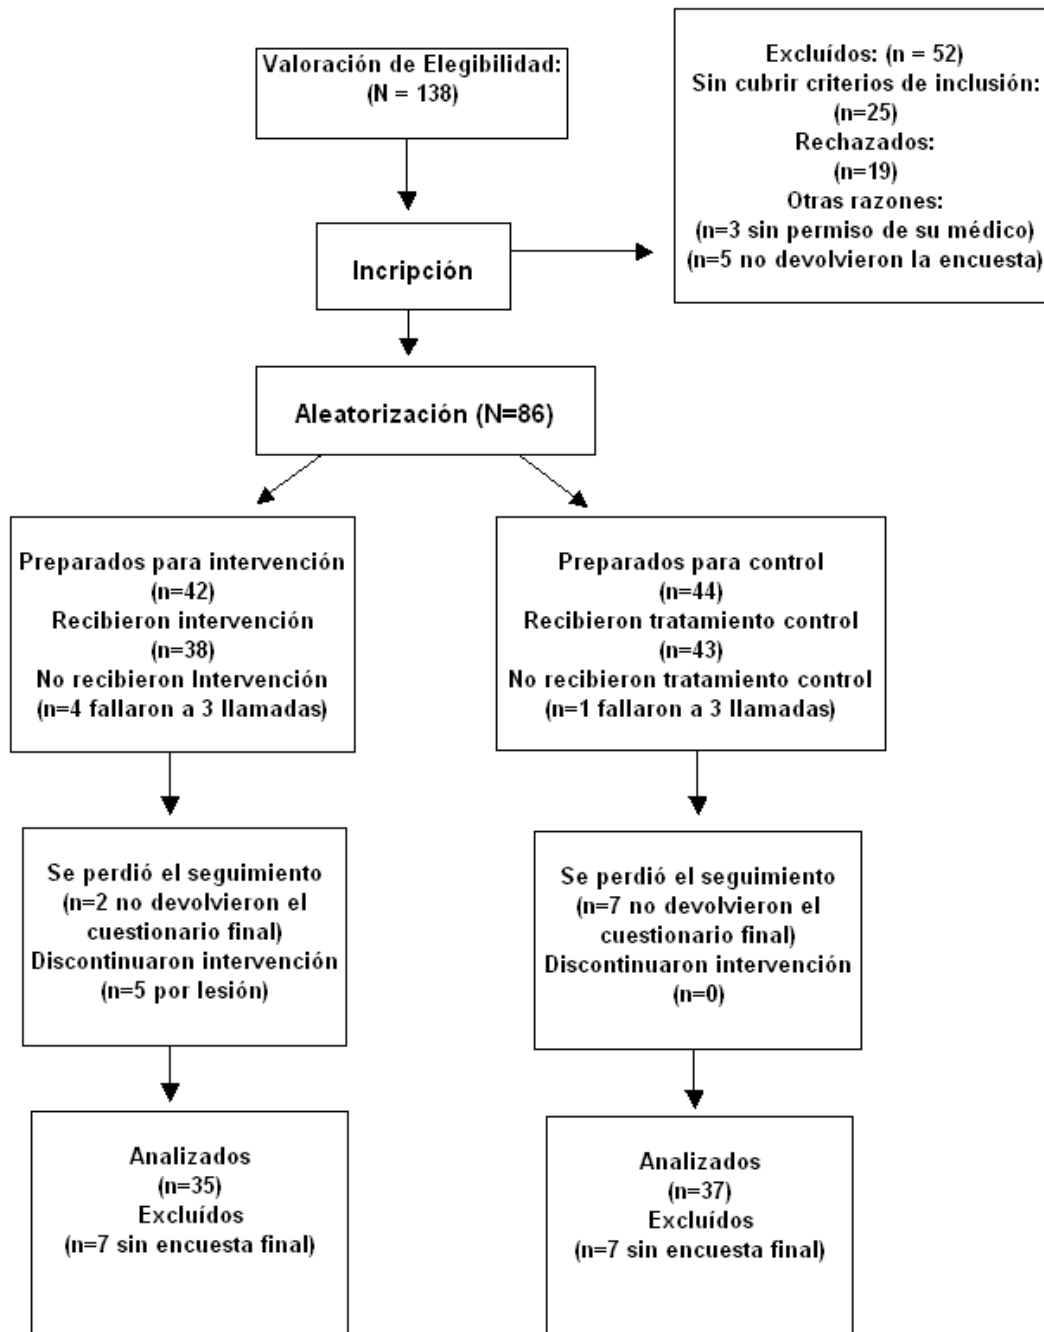 Valoración de Elegibilidad:
(N = 138)
Excluídos: (n = 52)
Sin cubrir criterios de inclusión:
(n=25)
Rechazados:
(n=19)
Otras razones:
(n=3 sin permiso de su médico)
(n=5 no devolvieron la encuesta)
Incripción
Aleatorización (N=86)
Preparados para intervención
(n=42)
Recibieron intervención
(n=38)
No recibieron Intervención
(n=4 fallaron a 3 llamadas)
Preparados para control
(n=44)
Recibieron tratamiento control
(n=43)
No recibieron tratamiento control
(n=1 fallaron a 3 llamadas)
Se perdió el seguimiento
(n=2 no devolvieron el
cuestionario final)
Discontinuaron intervención
(n=5 por lesión)
Se perdió el seguimiento
(n=7 no devolvieron el
cuestionario final)
Discontinuaron intervención
(n=0)
Analizados
(n=35)
Excluídos
(n=7 sin encuesta final)
Analizados
(n=37)
Excluídos
(n=7 sin encuesta final)